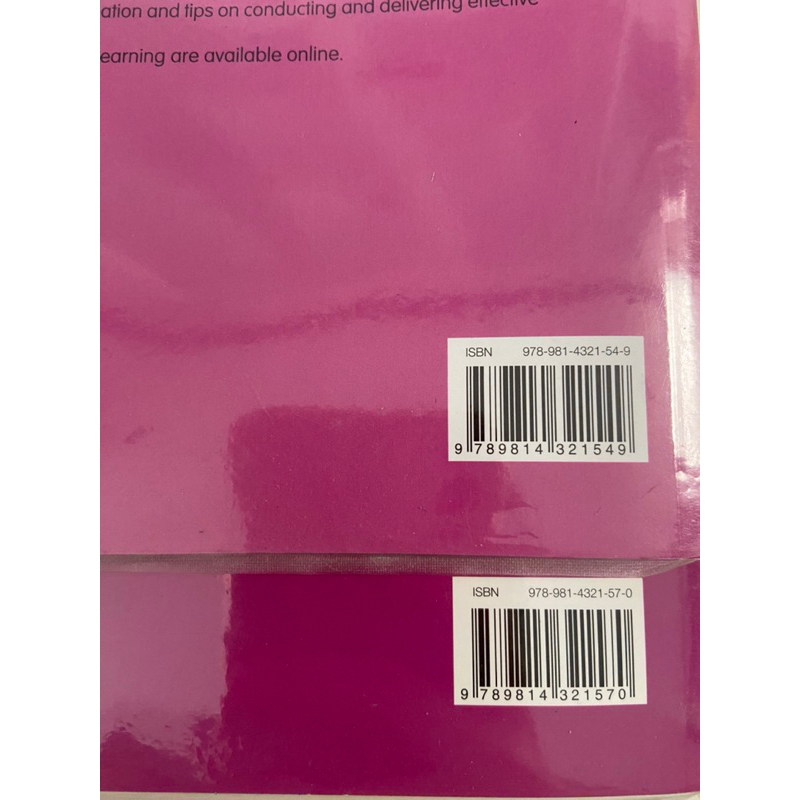 ation and tips on conducting and delivering effective
earning are available online.
ISBN 978-981-4321-54-9
9 789814 321549
ISBN 978-981-4321-57-0
9 789814 321570